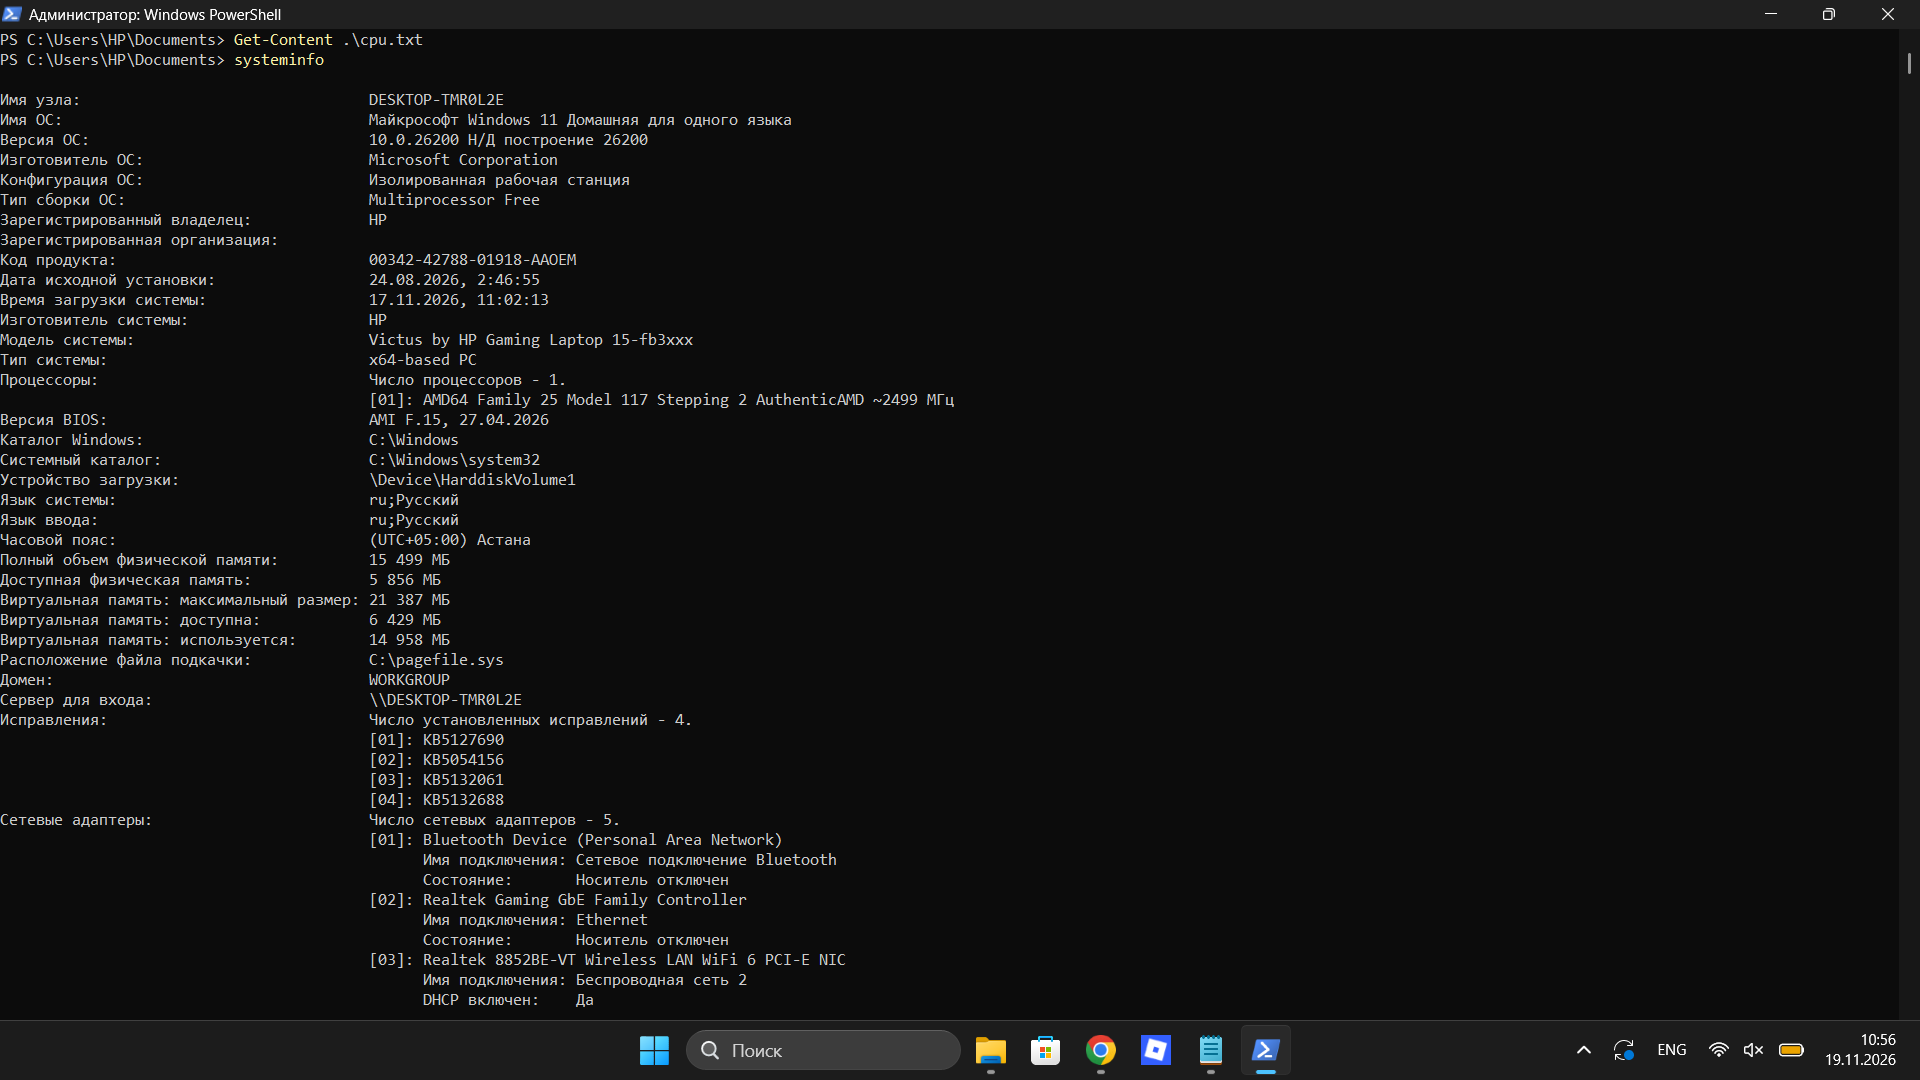 Администратор: Windows PowerShell
PS C:\Users\HP\Documents> Get-Content .\cpu.txt
PS C:\Users\HP\Documents> systeminfo
Имя узла: DESKTOP-TMR0L2E
Имя ОС: Майкрософт Windows 11 Домашняя для одного языка
Версия ОС: 10.0.26200 Н/Д построение 26200
Изготовитель ОС: Microsoft Corporation
Конфигурация ОС: Изолированная рабочая станция
Тип сборки ОС: Multiprocessor Free
Зарегистрированный владелец: HP
Зарегистрированная организация:
Код продукта: 00342-42788-01918-AAOEM
Дата исходной установки: 24.08.2026, 2:46:55
Время загрузки системы: 17.11.2026, 11:02:13
Изготовитель системы: HP
Модель системы: Victus by HP Gaming Laptop 15-fb3xxx
Тип системы: x64-based PC
Процессоры: Число процессоров - 1.
[01]: AMD64 Family 25 Model 117 Stepping 2 AuthenticAMD ~2499 МГц
Версия BIOS: AMI F.15, 27.04.2026
Каталог Windows: C:\Windows
Системный каталог: C:\Windows\system32
Устройство загрузки: \Device\HarddiskVolume1
Язык системы: ru;Русский
Язык ввода: ru;Русский
Часовой пояс: (UTC+05:00) Астана
Полный объем физической памяти: 15 499 МБ
Доступная физическая память: 5 856 МБ
Виртуальная память: максимальный размер: 21 387 МБ
Виртуальная память: доступна: 6 429 МБ
Виртуальная память: используется: 14 958 МБ
Расположение файла подкачки: C:\pagefile.sys
Домен: WORKGROUP
Сервер для входа: \\DESKTOP-TMR0L2E
Исправления: Число установленных исправлений - 4.
[01]: KB5127690
[02]: KB5054156
[03]: KB5132061
[04]: KB5132688
Сетевые адаптеры: Число сетевых адаптеров - 5.
[01]: Bluetooth Device (Personal Area Network)
Имя подключения: Сетевое подключение Bluetooth
Состояние: Носитель отключен
[02]: Realtek Gaming GbE Family Controller
Имя подключения: Ethernet
Состояние: Носитель отключен
[03]: Realtek 8852BE-VT Wireless LAN WiFi 6 PCI-E NIC
Имя подключения: Беспроводная сеть 2
DHCP включен: Да
Поиск
ENG
10:56
19.11.2026